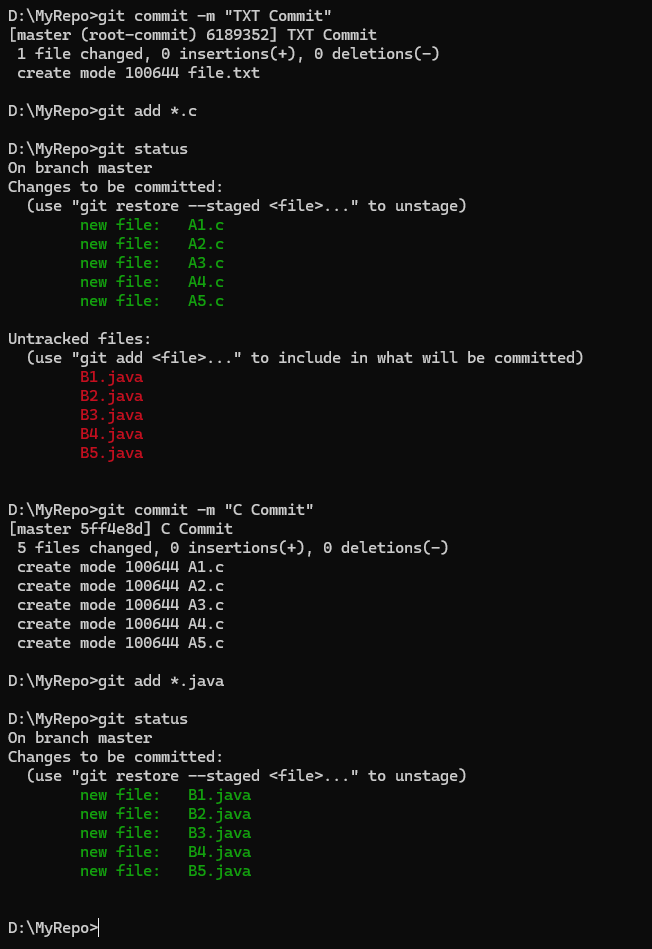 D:\MyRepo>git commit -m "TXT Commit"
[master (root-commit) 6189352] TXT Commit
 1 file changed, 0 insertions(+), 0 deletions(-)
 create mode 100644 file.txt

D:\MyRepo>git add *.c

D:\MyRepo>git status
On branch master
Changes to be committed:
  (use "git restore --staged <file>..." to unstage)
        new file:   A1.c
        new file:   A2.c
        new file:   A3.c
        new file:   A4.c
        new file:   A5.c

Untracked files:
  (use "git add <file>..." to include in what will be committed)
        B1.java
        B2.java
        B3.java
        B4.java
        B5.java


D:\MyRepo>git commit -m "C Commit"
[master 5ff4e8d] C Commit
 5 files changed, 0 insertions(+), 0 deletions(-)
 create mode 100644 A1.c
 create mode 100644 A2.c
 create mode 100644 A3.c
 create mode 100644 A4.c
 create mode 100644 A5.c

D:\MyRepo>git add *.java

D:\MyRepo>git status
On branch master
Changes to be committed:
  (use "git restore --staged <file>..." to unstage)
        new file:   B1.java
        new file:   B2.java
        new file:   B3.java
        new file:   B4.java
        new file:   B5.java


D:\MyRepo>